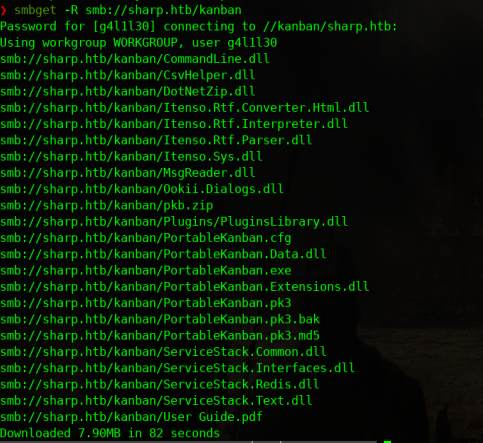 ❯ smbget -R smb://sharp.htb/kanban
Password for [g4l1l30] connecting to //kanban/sharp.htb:
Using workgroup WORKGROUP, user g4l1l30
smb://sharp.htb/kanban/CommandLine.dll
smb://sharp.htb/kanban/CsvHelper.dll
smb://sharp.htb/kanban/DotNetZip.dll
smb://sharp.htb/kanban/Itenso.Rtf.Converter.Html.dll
smb://sharp.htb/kanban/Itenso.Rtf.Interpreter.dll
smb://sharp.htb/kanban/Itenso.Rtf.Parser.dll
smb://sharp.htb/kanban/Itenso.Sys.dll
smb://sharp.htb/kanban/MsgReader.dll
smb://sharp.htb/kanban/Ookii.Dialogs.dll
smb://sharp.htb/kanban/pkb.zip
smb://sharp.htb/kanban/Plugins/PluginsLibrary.dll
smb://sharp.htb/kanban/PortableKanban.cfg
smb://sharp.htb/kanban/PortableKanban.Data.dll
smb://sharp.htb/kanban/PortableKanban.exe
smb://sharp.htb/kanban/PortableKanban.Extensions.dll
smb://sharp.htb/kanban/PortableKanban.pk3
smb://sharp.htb/kanban/PortableKanban.pk3.bak
smb://sharp.htb/kanban/PortableKanban.pk3.md5
smb://sharp.htb/kanban/ServiceStack.Common.dll
smb://sharp.htb/kanban/ServiceStack.Interfaces.dll
smb://sharp.htb/kanban/ServiceStack.Redis.dll
smb://sharp.htb/kanban/ServiceStack.Text.dll
smb://sharp.htb/kanban/User Guide.pdf
Downloaded 7.90MB in 82 seconds